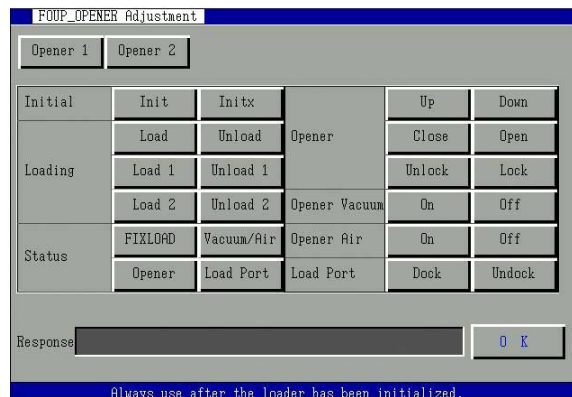 FOUP_OPENER Adjustment
Opener 1 Opener 2
Initial Init Initx Up Down
Load Unload Opener Close Open
Loading Load 1 Unload 1 Unlock Lock
Load 2 Unload 2 Opener Vacuum On Off
Status FIXLOAD Vacuum/Air Opener Air On Off
Opener Load Port Load Port Dock Undock
Response O K
Always use after the loader has been initialized.